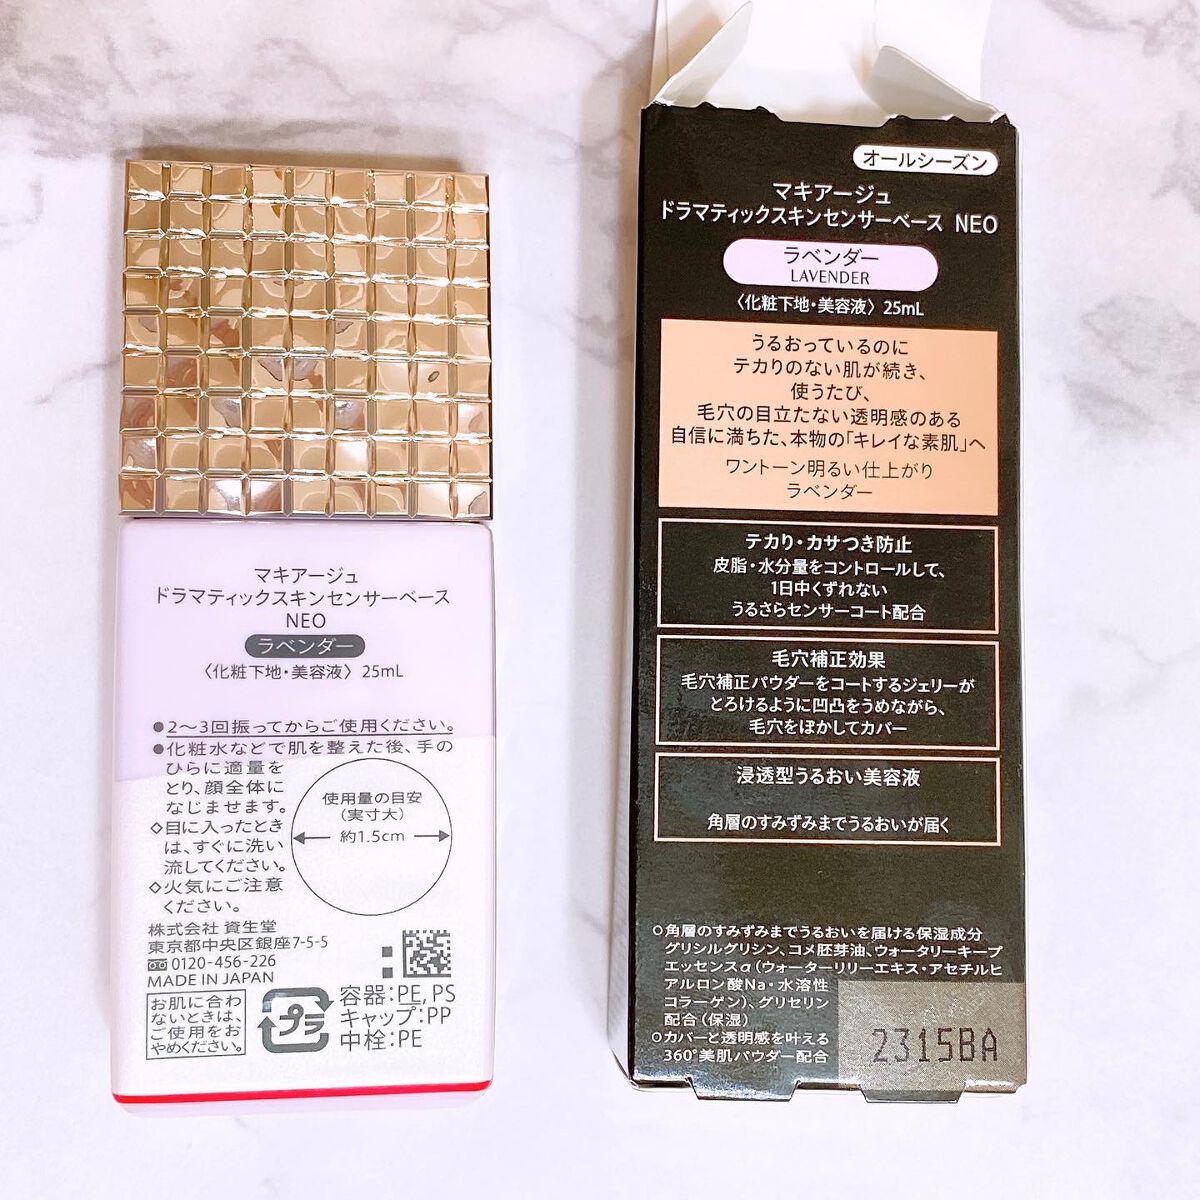 マキアージュ
ドラマティックスキンセンサーベース
NEO
ラベンダー
〈化粧下地・美容液〉 25mL
●2〜3回振ってからご使用ください。
●化粧水などで肌を整えた後、手の
ひらに適量を
とり、顔全体に
なじませます。
◇目に入ったとき
は、すぐに洗い
流してください。
◇火気にご注意
ください。
使用量の目安
(実寸大)
約1.5cm
株式会社 資生堂
東京都中央区銀座7-5-5
0120-456-226
MADE IN JAPAN
お肌に合わ
ないときは、
ご使用をお
やめください。
プラ
容器:PE, PS
キャップ:PP
中栓:PE
オールシーズン
マキアージュ
ドラマティックスキンセンサーベース NEO
ラベンダー
LAVENDER
〈化粧下地・美容液〉 25mL
うるおっているのに
テカりのない肌が続き、
使うたび、
毛穴の目立たない透明感のある
自信に満ちた、本物の「キレイな素肌」へ
ワントーン明るい仕上がり
ラベンダー
テカり・カサつき防止
皮脂・水分量をコントロールして、
1日中くずれない
うるさらセンサーコート配合
毛穴補正効果
毛穴補正パウダーをコートするジェリーが
とろけるように凹凸をうめながら、
毛穴をぼかしてカバー
浸透型うるおい美容液
角層のすみずみまでうるおいが届く
○角層のすみずみまでうるおいを届ける保湿成分
グリシルグリシン、コメ胚芽油、ウォータリーキープ
エッセンスα(ウォーターリリーエキス・アセチルヒ
アルロン酸Na・水溶性
コラーゲン)、グリセリン
配合(保湿)
○カバーと透明感を叶える
360°美肌パウダー配合
2315BA